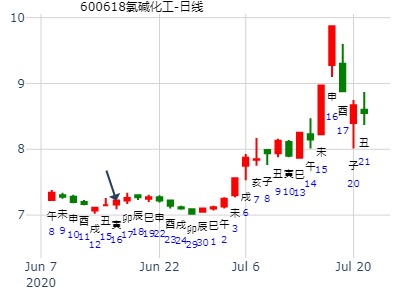 600618氯碱化工-日线
10
9
8
7
午 未 申 酉 戌 丑 寅 卯 辰 巳 申 酉 戌 卯 辰 巳 午 未 戌 亥 子 丑 寅 巳 午 未 申 酉 子 丑
8 9 10 11 12 15 16 17 18 19 22 23 24 29 30 1 2 3 6 7 8 9 10 13 14 15 16 17 20 21
Jun 7 Jun 22 Jul 6 Jul 20
2020